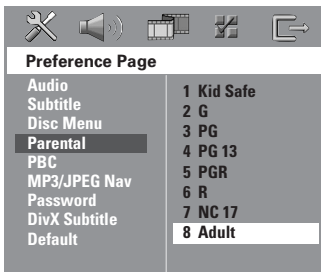 Preference Page
Audio
Subtitle
Disc Menu
Parental
PBC
MP3/JPEG Nav
Password
DivX Subtitle
Default
1 Kid Safe
2 G
3 PG
4 PG 13
5 PGR
6 R
7 NC 17
8 Adult